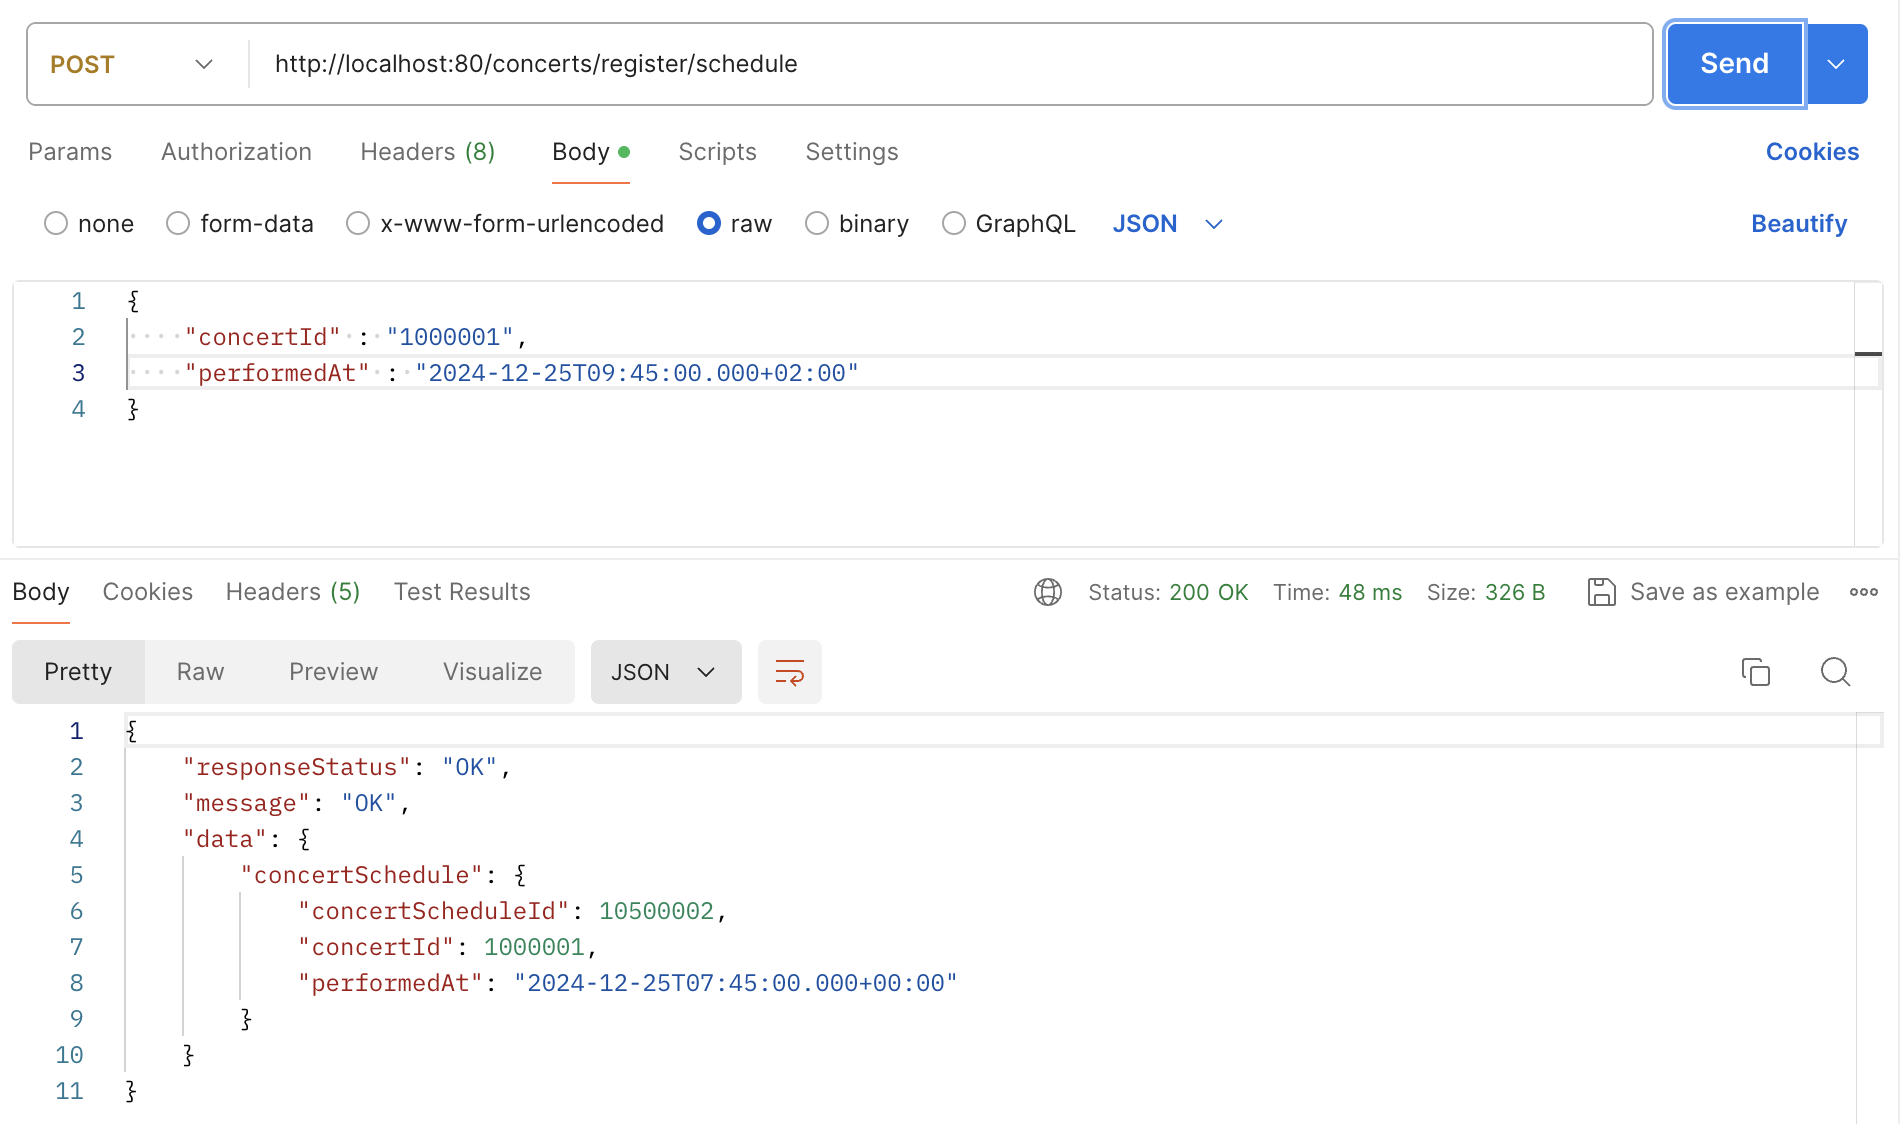 POST http://localhost:80/concerts/register/schedule Send
Params Authorization Headers (8) Body Scripts Settings Cookies
none form-data x-www-form-urlencoded raw binary GraphQL JSON Beautify
1 {
2 "concertId" : "1000001",
3 "performedAt" : "2024-12-25T09:45:00.000+02:00"
4 }
Body Cookies Headers (5) Test Results Status: 200 OK Time: 48 ms Size: 326 B Save as example
Pretty Raw Preview Visualize JSON
1 {
2 "responseStatus": "OK",
3 "message": "OK",
4 "data": {
5 "concertSchedule": {
6 "concertScheduleId": 10500002,
7 "concertId": 1000001,
8 "performedAt": "2024-12-25T07:45:00.000+00:00"
9 }
10 }
11 }